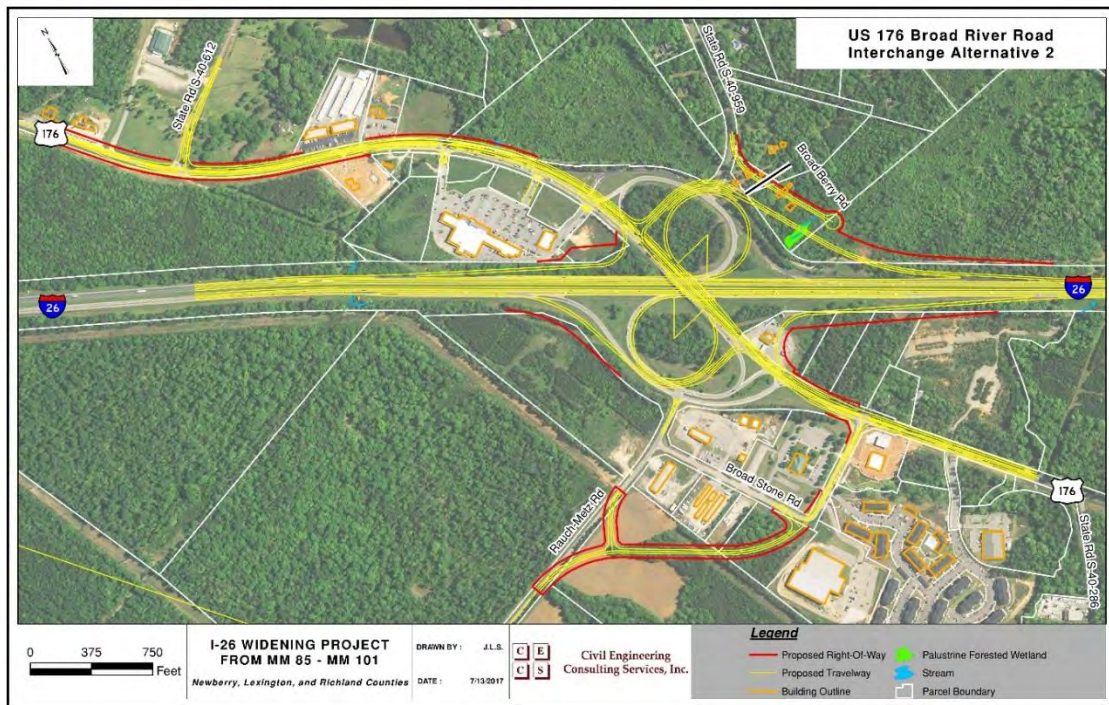 US 176 Broad River Road
Interchange Alternative 2
N
State Rd S-40-612
State Rd S-40-959
176
Broad Berry Rd
26
26
Broad Stone Rd
Rauch-Metz Rd
176
State Rd S-40-286
0 375 750
Feet
I-26 WIDENING PROJECT
FROM MM 85 - MM 101
Newberry, Lexington, and Richland Counties
DRAWN BY : J.L.S.
DATE : 7/13/2017
C E
C S
Civil Engineering
Consulting Services, Inc.
Legend
Proposed Right-Of-Way
Proposed Travelway
Building Outline
Palustrine Forested Wetland
Stream
Parcel Boundary